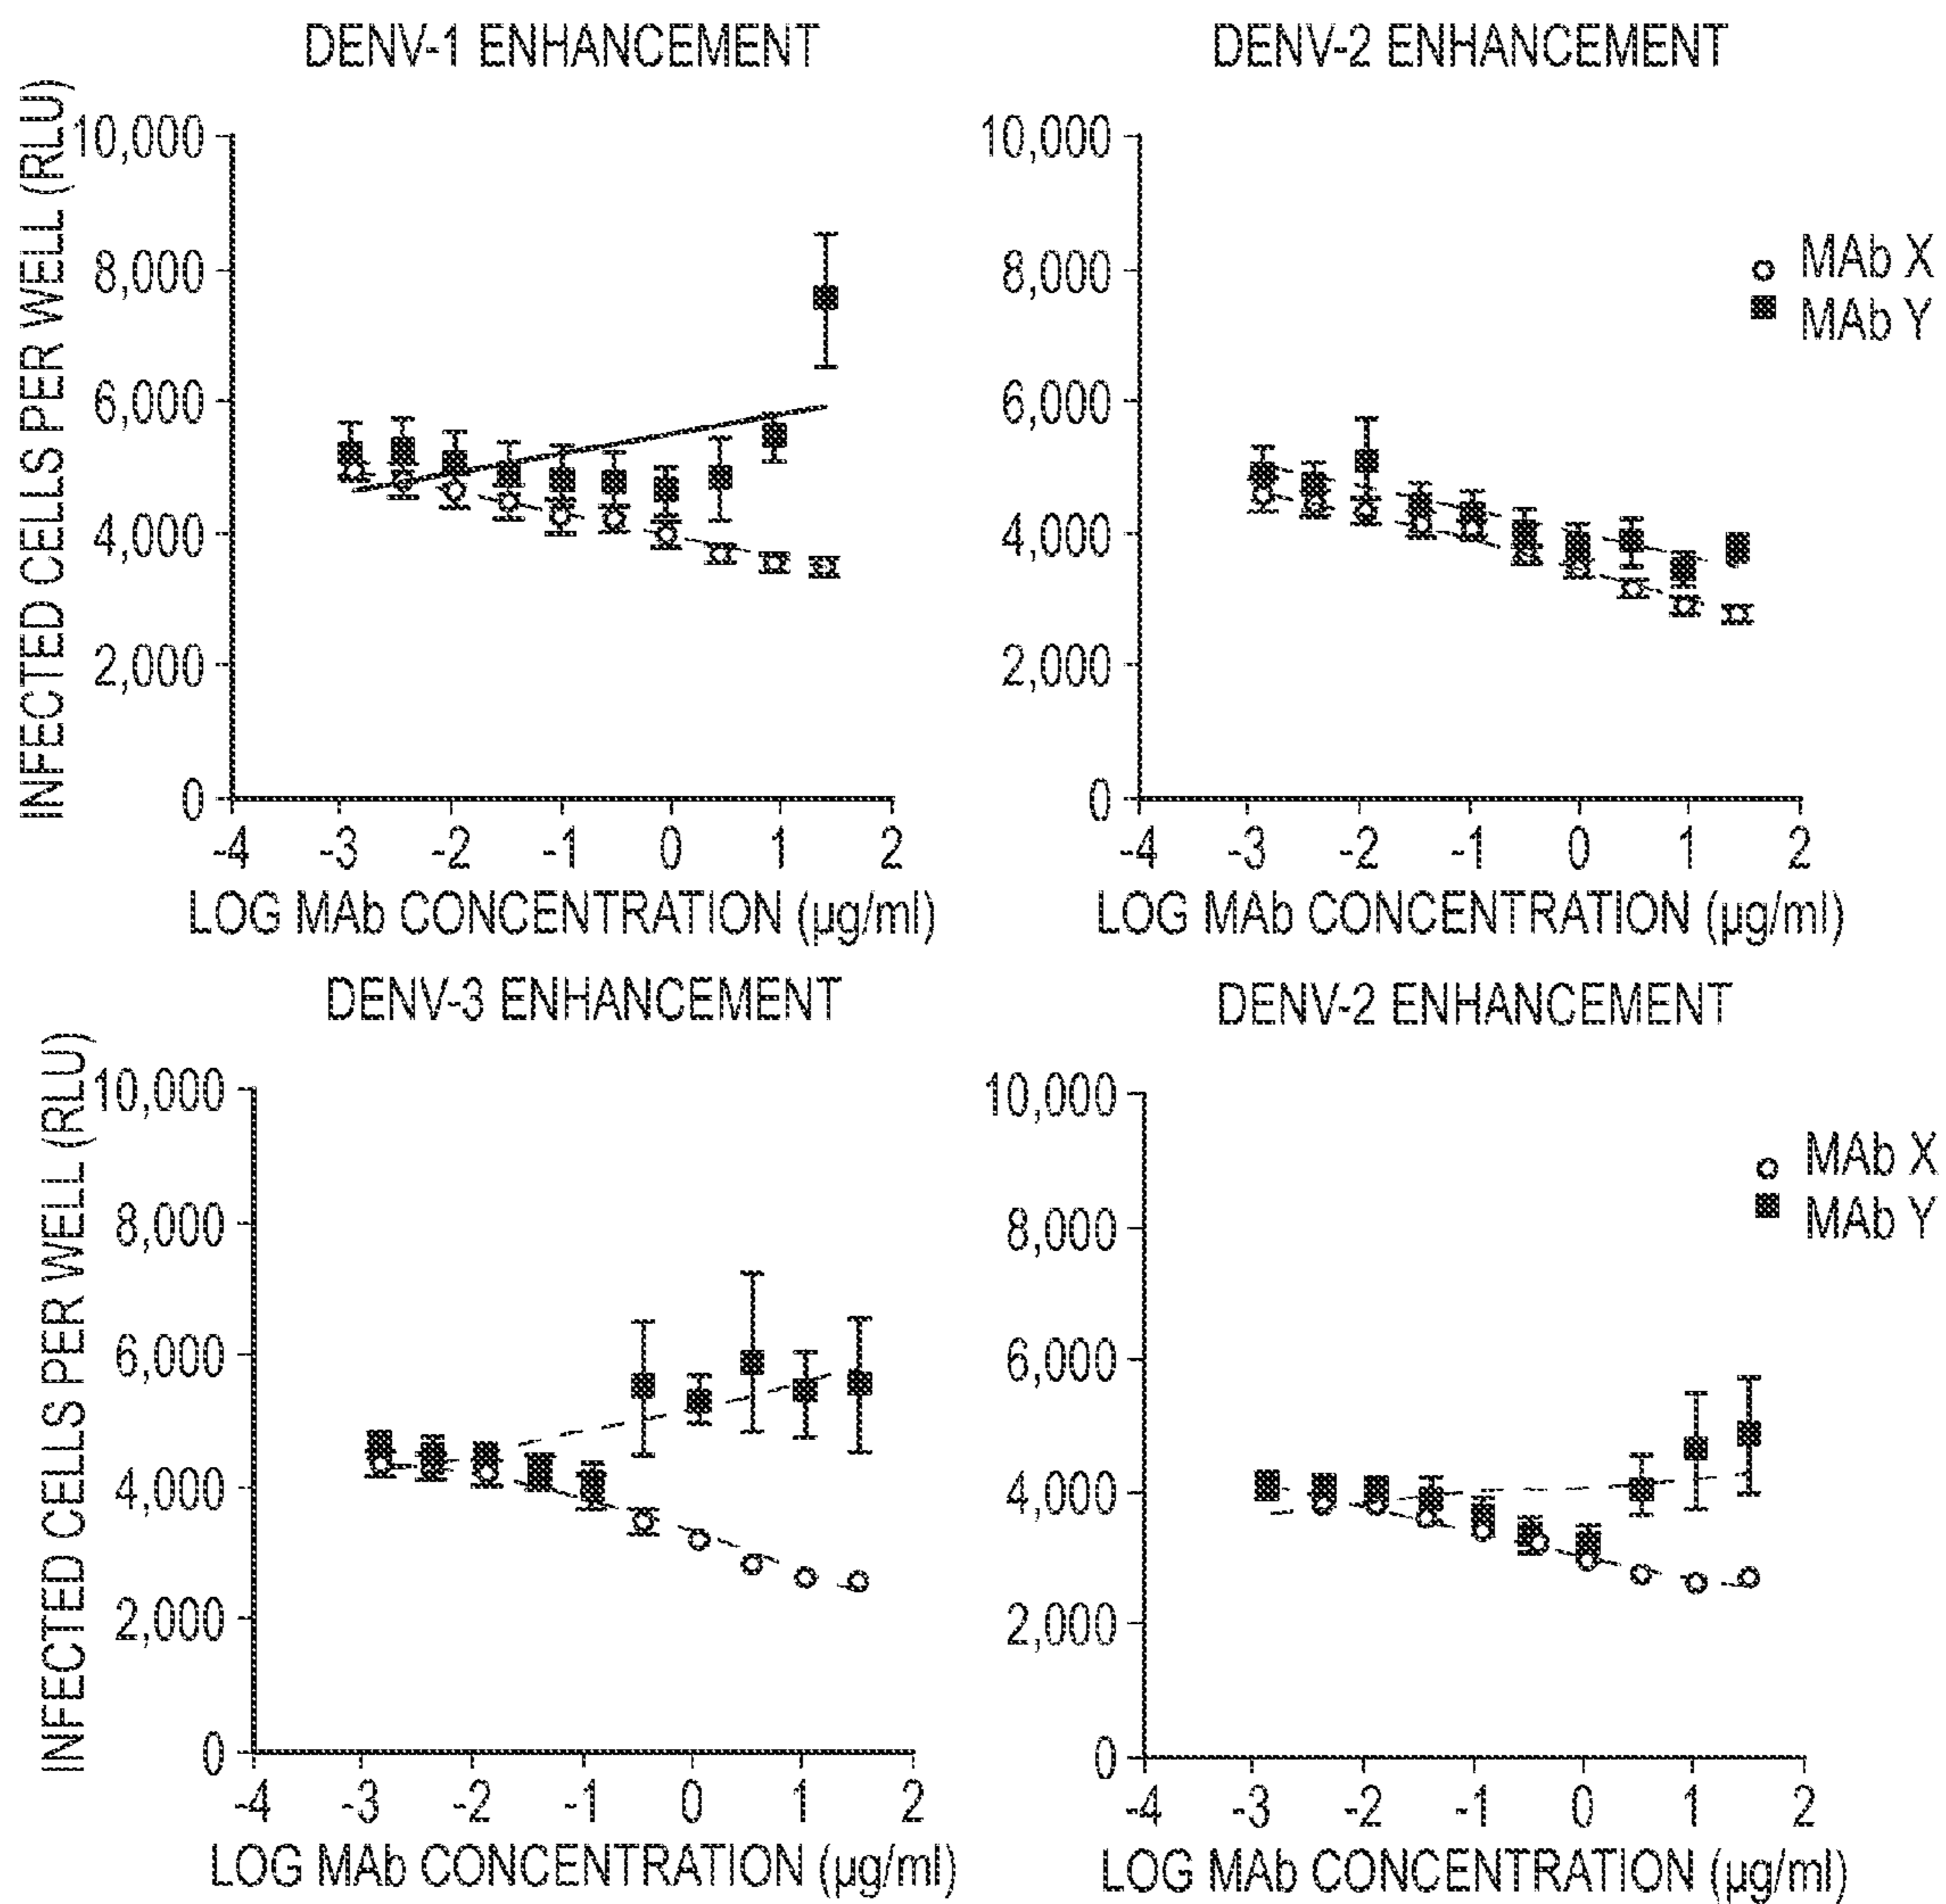 DENV-1 ENHANCEMENT
INFECTED CELLS PER WELL (RLU)
10,000
8,000
6,000
4,000
2,000
0
-4 -3 -2 -1 0 1 2
LOG MAb CONCENTRATION (µg/ml)
DENV-2 ENHANCEMENT
10,000
8,000
6,000
4,000
2,000
0
-4 -3 -2 -1 0 1 2
LOG MAb CONCENTRATION (µg/ml)
MAb X
MAb Y
DENV-3 ENHANCEMENT
INFECTED CELLS PER WELL (RLU)
10,000
8,000
6,000
4,000
2,000
0
-4 -3 -2 -1 0 1 2
LOG MAb CONCENTRATION (µg/ml)
DENV-2 ENHANCEMENT
10,000
8,000
6,000
4,000
2,000
0
-4 -3 -2 -1 0 1 2
LOG MAb CONCENTRATION (µg/ml)
MAb X
MAb Y